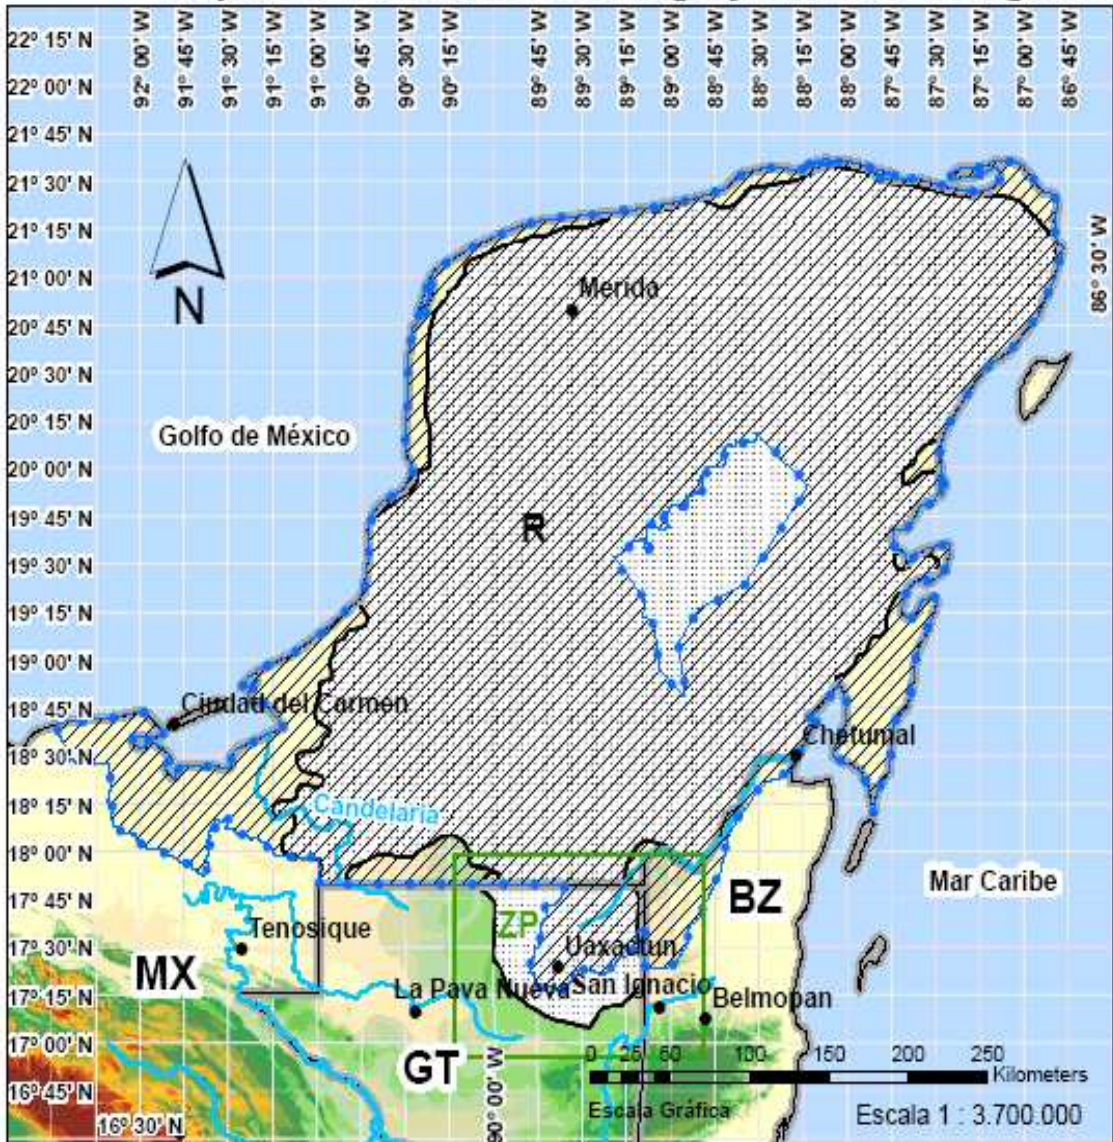 92° 00' W
91° 45' W
91° 30' W
91° 15' W
91° 00' W
90° 45' W
90° 30' W
90° 15' W
89° 45' W
89° 30' W
89° 15' W
89° 00' W
88° 45' W
88° 30' W
88° 15' W
88° 00' W
87° 45' W
87° 30' W
87° 15' W
87° 00' W
86° 45' W
86° 30' W
22° 15' N
22° 00' N
21° 45' N
21° 30' N
21° 15' N
21° 00' N
20° 45' N
20° 30' N
20° 15' N
20° 00' N
19° 45' N
19° 30' N
19° 15' N
19° 00' N
18° 45' N
18° 30' N
18° 15' N
18° 00' N
17° 45' N
17° 30' N
17° 15' N
17° 00' N
16° 45' N
16° 30' N
90° 00' W
N
Merida
Golfo de México
R
Ciudad del Carmen
Chetumal
Candelaria
Mar Caribe
BZ
ZP
Tenosique
Uaxactun
MX
La Pava Nueva
San Ignacio
Belmopan
GT
0 25 50 100 150 200 250
Kilometers
Escala Gráfica
Escala 1 : 3.700.000